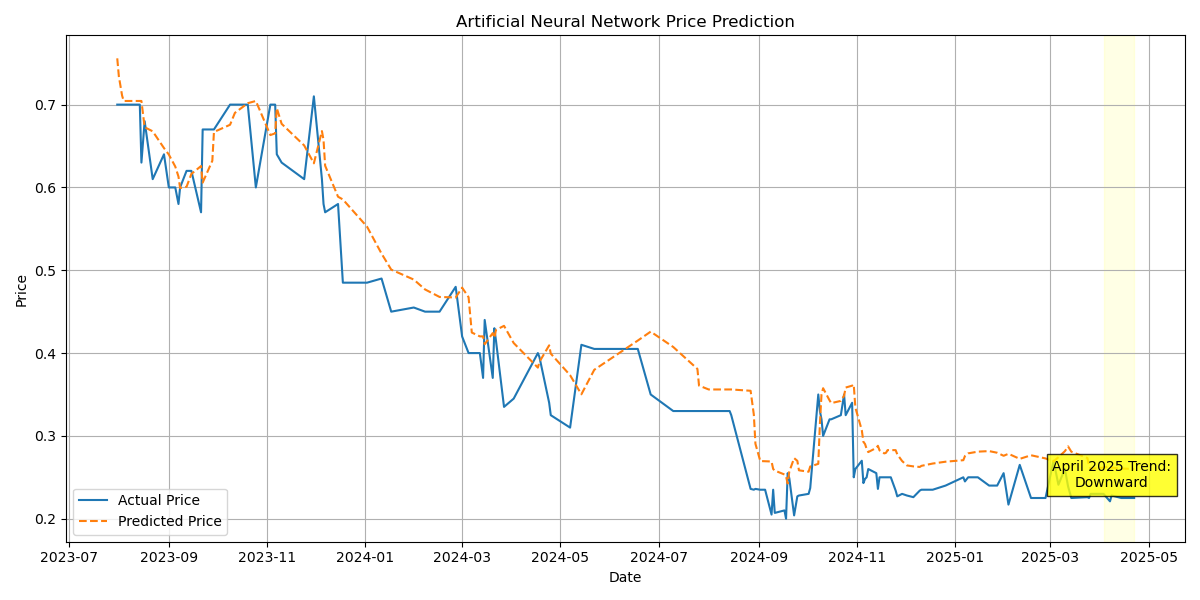 Artificial Neural Network Price Prediction
Price
0.7
0.6
0.5
0.4
0.3
0.2
April 2025 Trend:
Downward
Actual Price
Predicted Price
2023-07 2023-09 2023-11 2024-01 2024-03 2024-05 2024-07 2024-09 2024-11 2025-01 2025-03 2025-05
Date